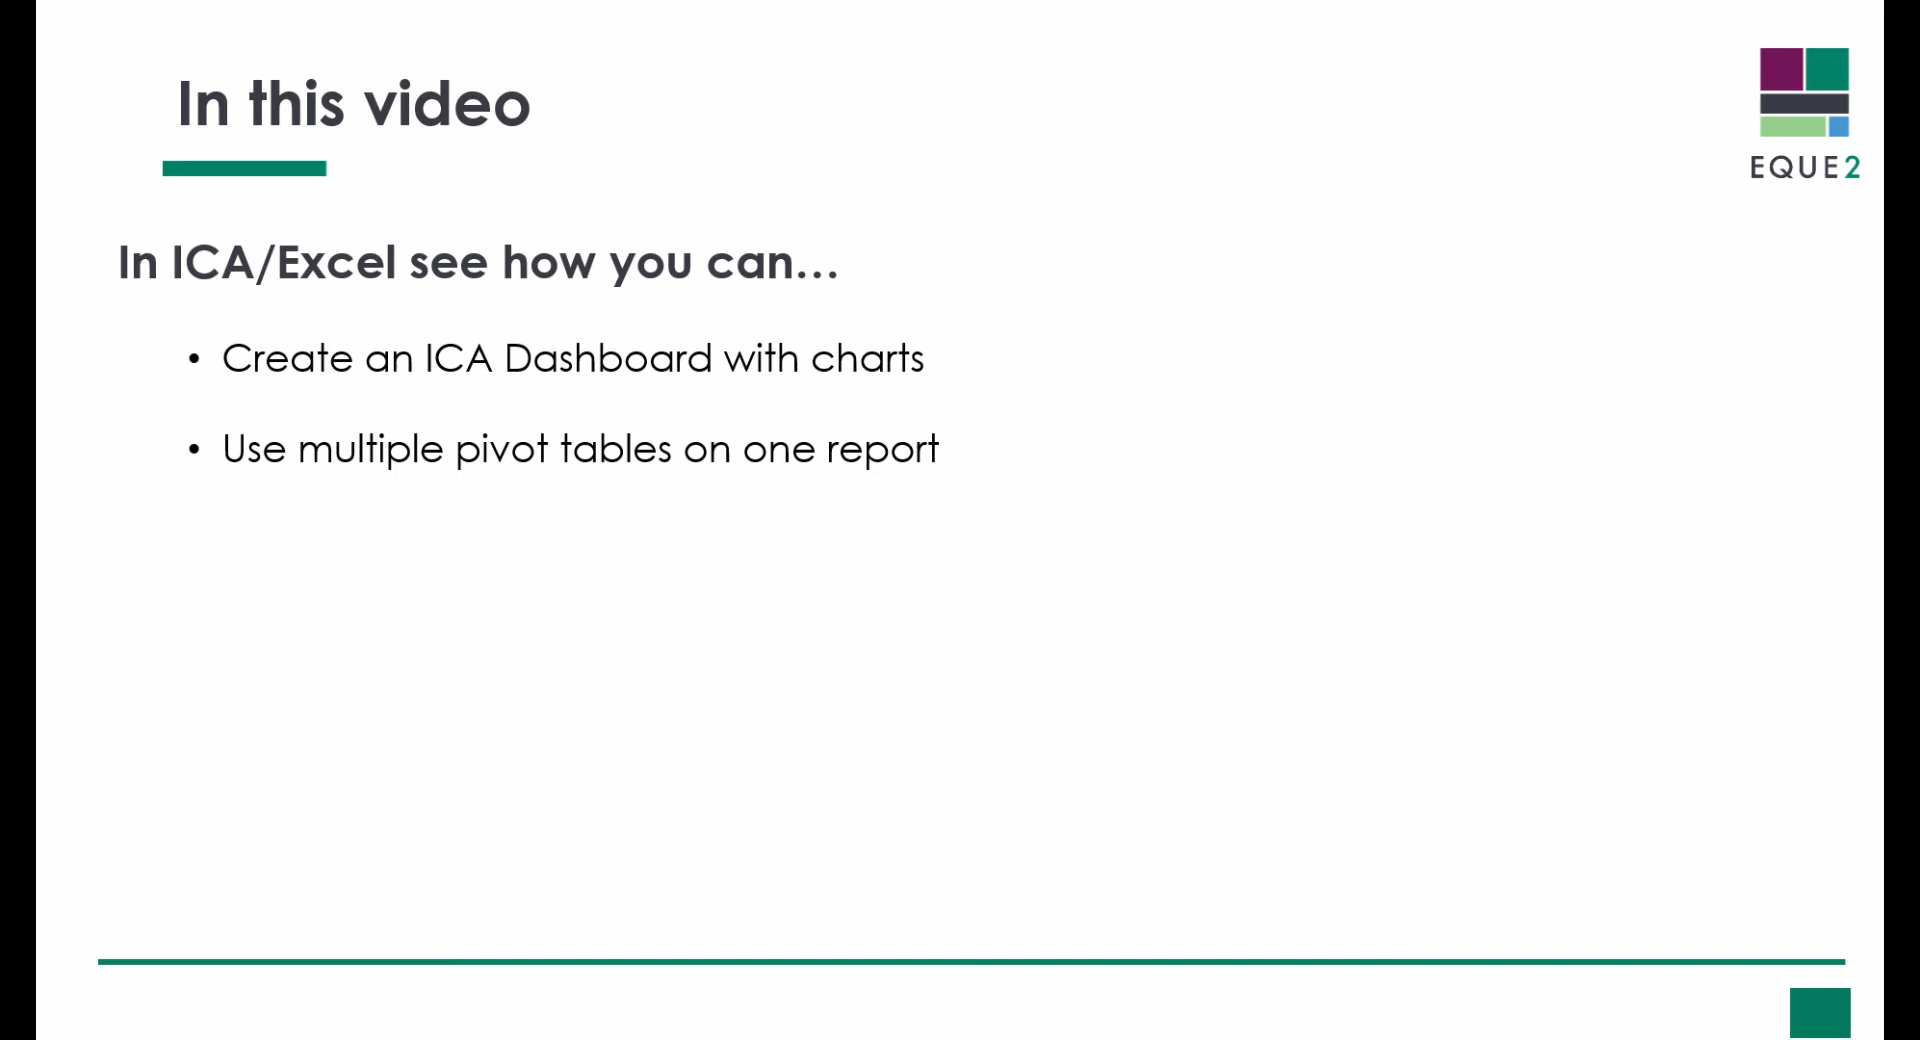 In this video
EQUE2
In ICA/Excel see how you can...
• Create an ICA Dashboard with charts
• Use multiple pivot tables on one report